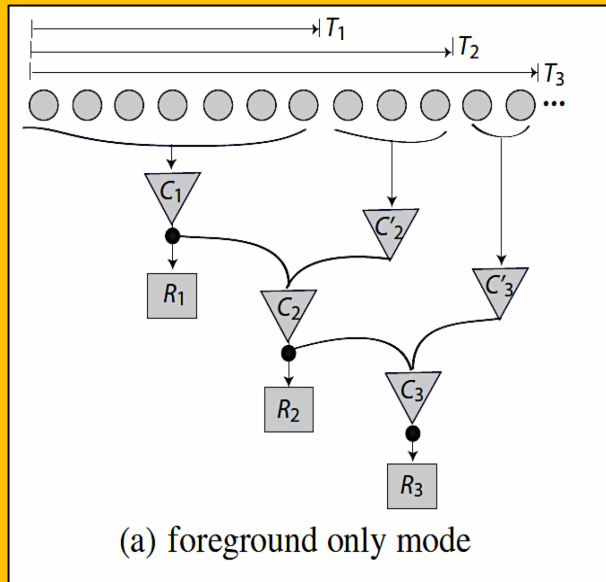 T1
T2
T3
...
C1
C'2
R1
C2
C'3
R2
C3
R3
(a) foreground only mode